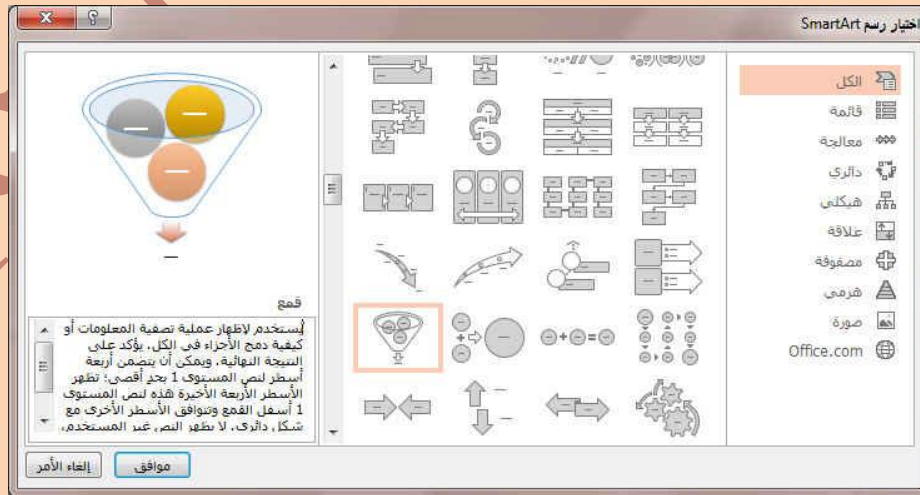 اختيار رسم SmartArt
الكل
قائمة
معالجة
دائري
هيكلي
علاقة
مصفوفة
هرمي
صورة
Office.com
قمع
يستخدم لإظهار عملية تصفية المعلومات أو
كيفية دمج الأجزاء في الكل. يؤكد على
النتيجة النهائية. ويمكن أن يتضمن أربعة
أسطر لنص المستوى 1 بحد أقصى؛ تظهر
الأسطر الأربعة الأخيرة هذه لنص المستوى
1 أسفل القمع وتتوافق الأسطر الأخرى مع
شكل دائري. لا يظهر النص غير المستخدم،
موافق
إلغاء الأمر